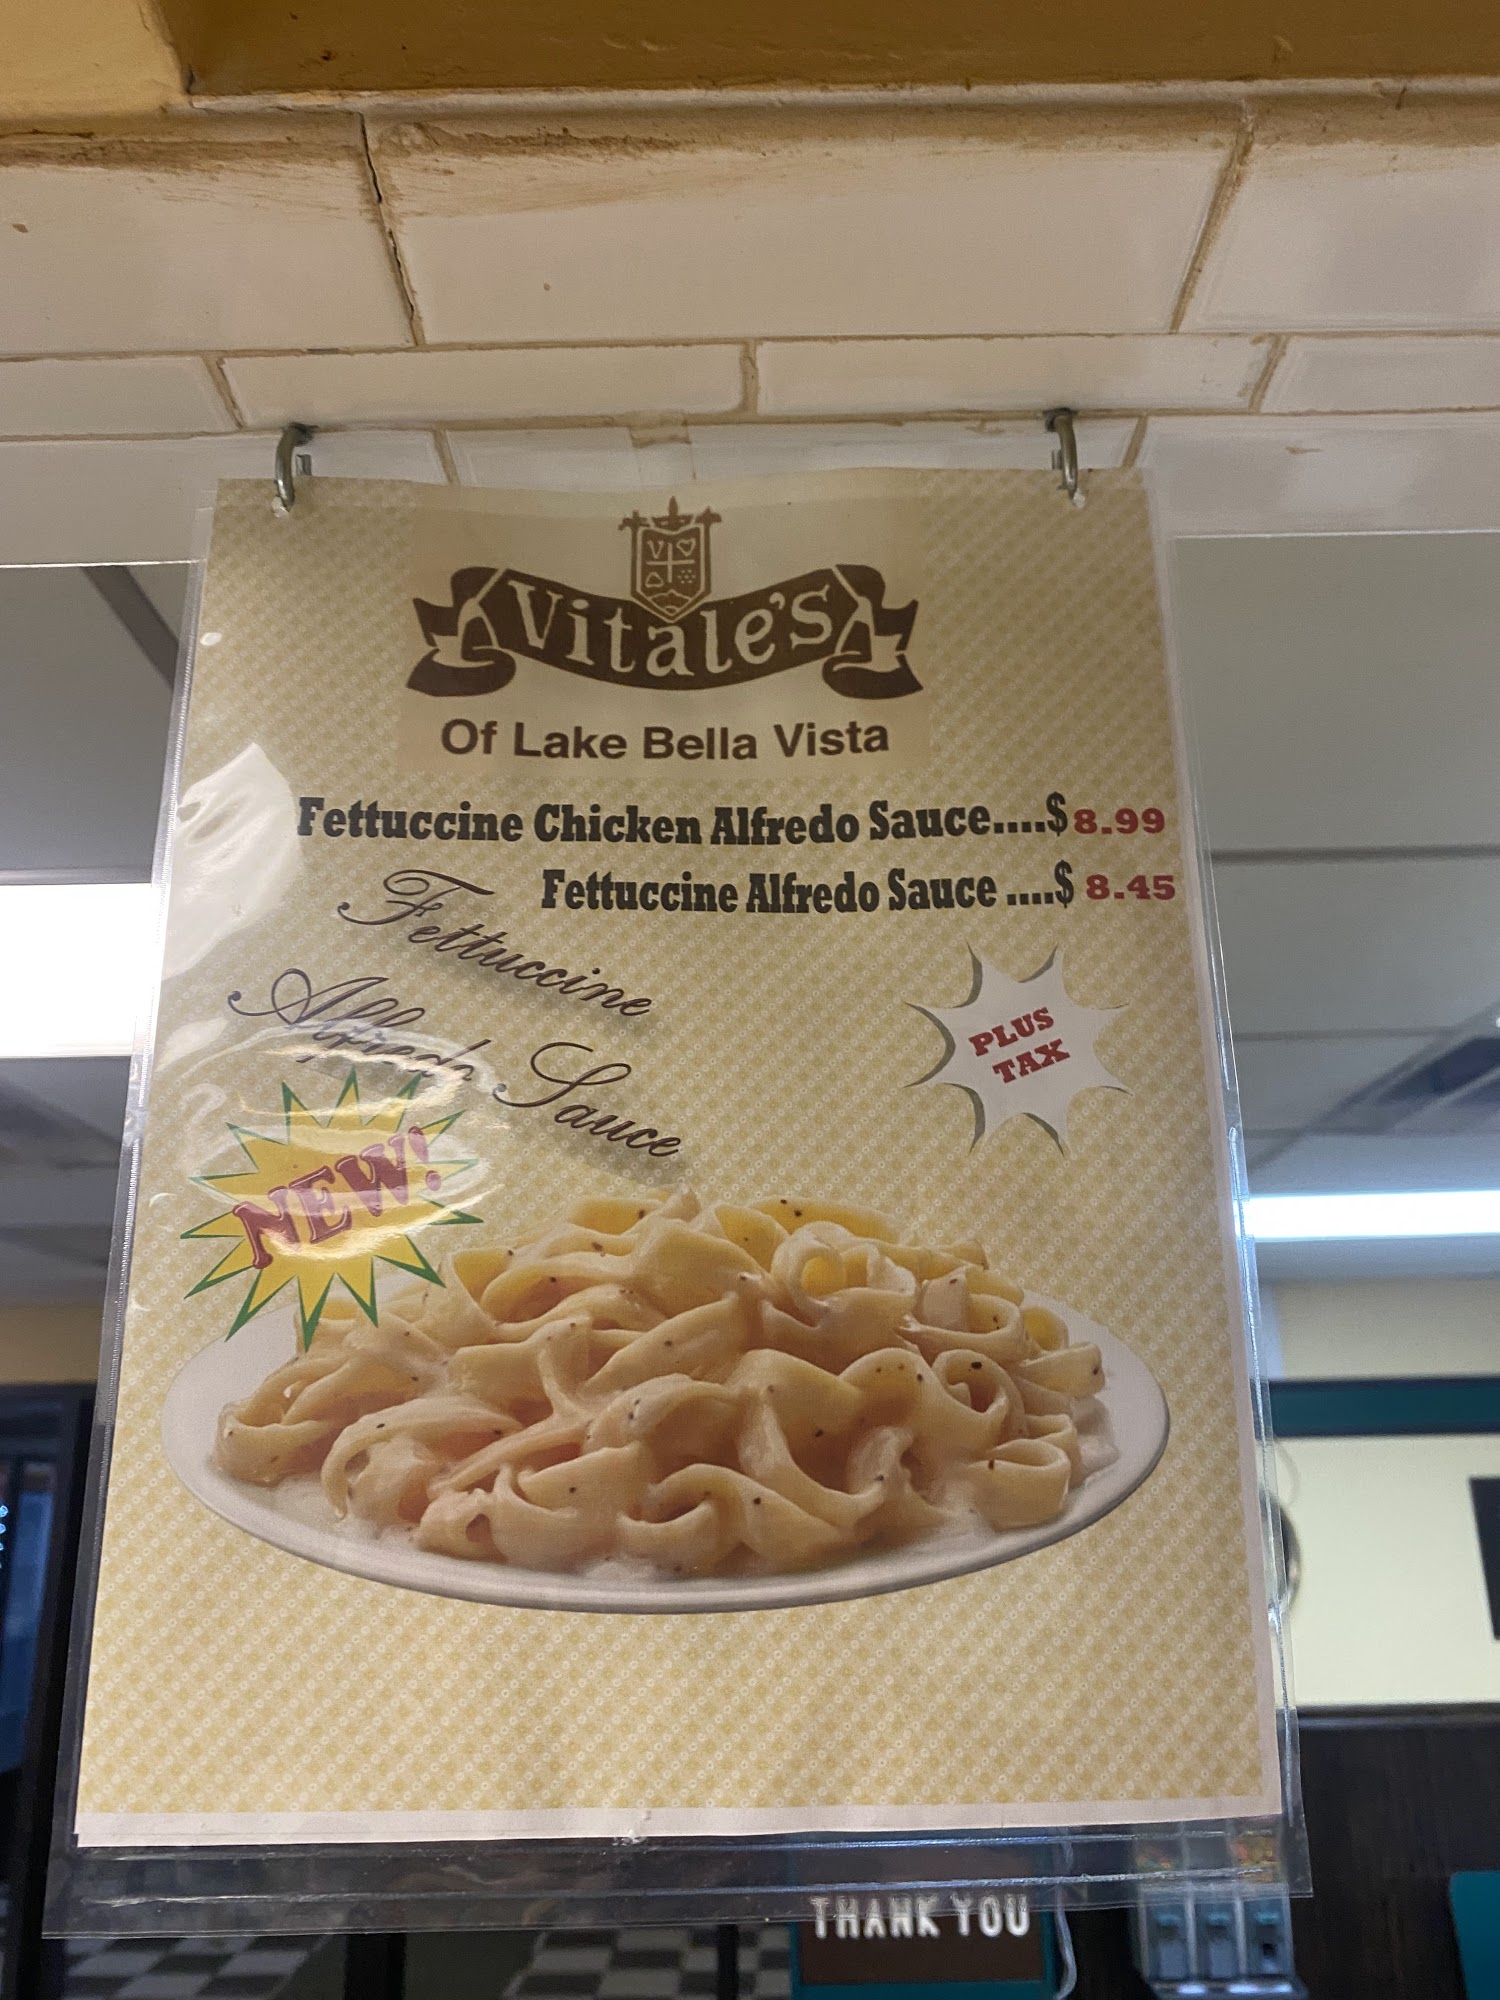 V
Vitale's
Of Lake Bella Vista
Fettuccine Chicken Alfredo Sauce....$ 8.99
Fettuccine Alfredo Sauce ....$ 8.45
Fettuccine
Alfredo Sauce
PLUS
TAX
NEW!
THANK YOU